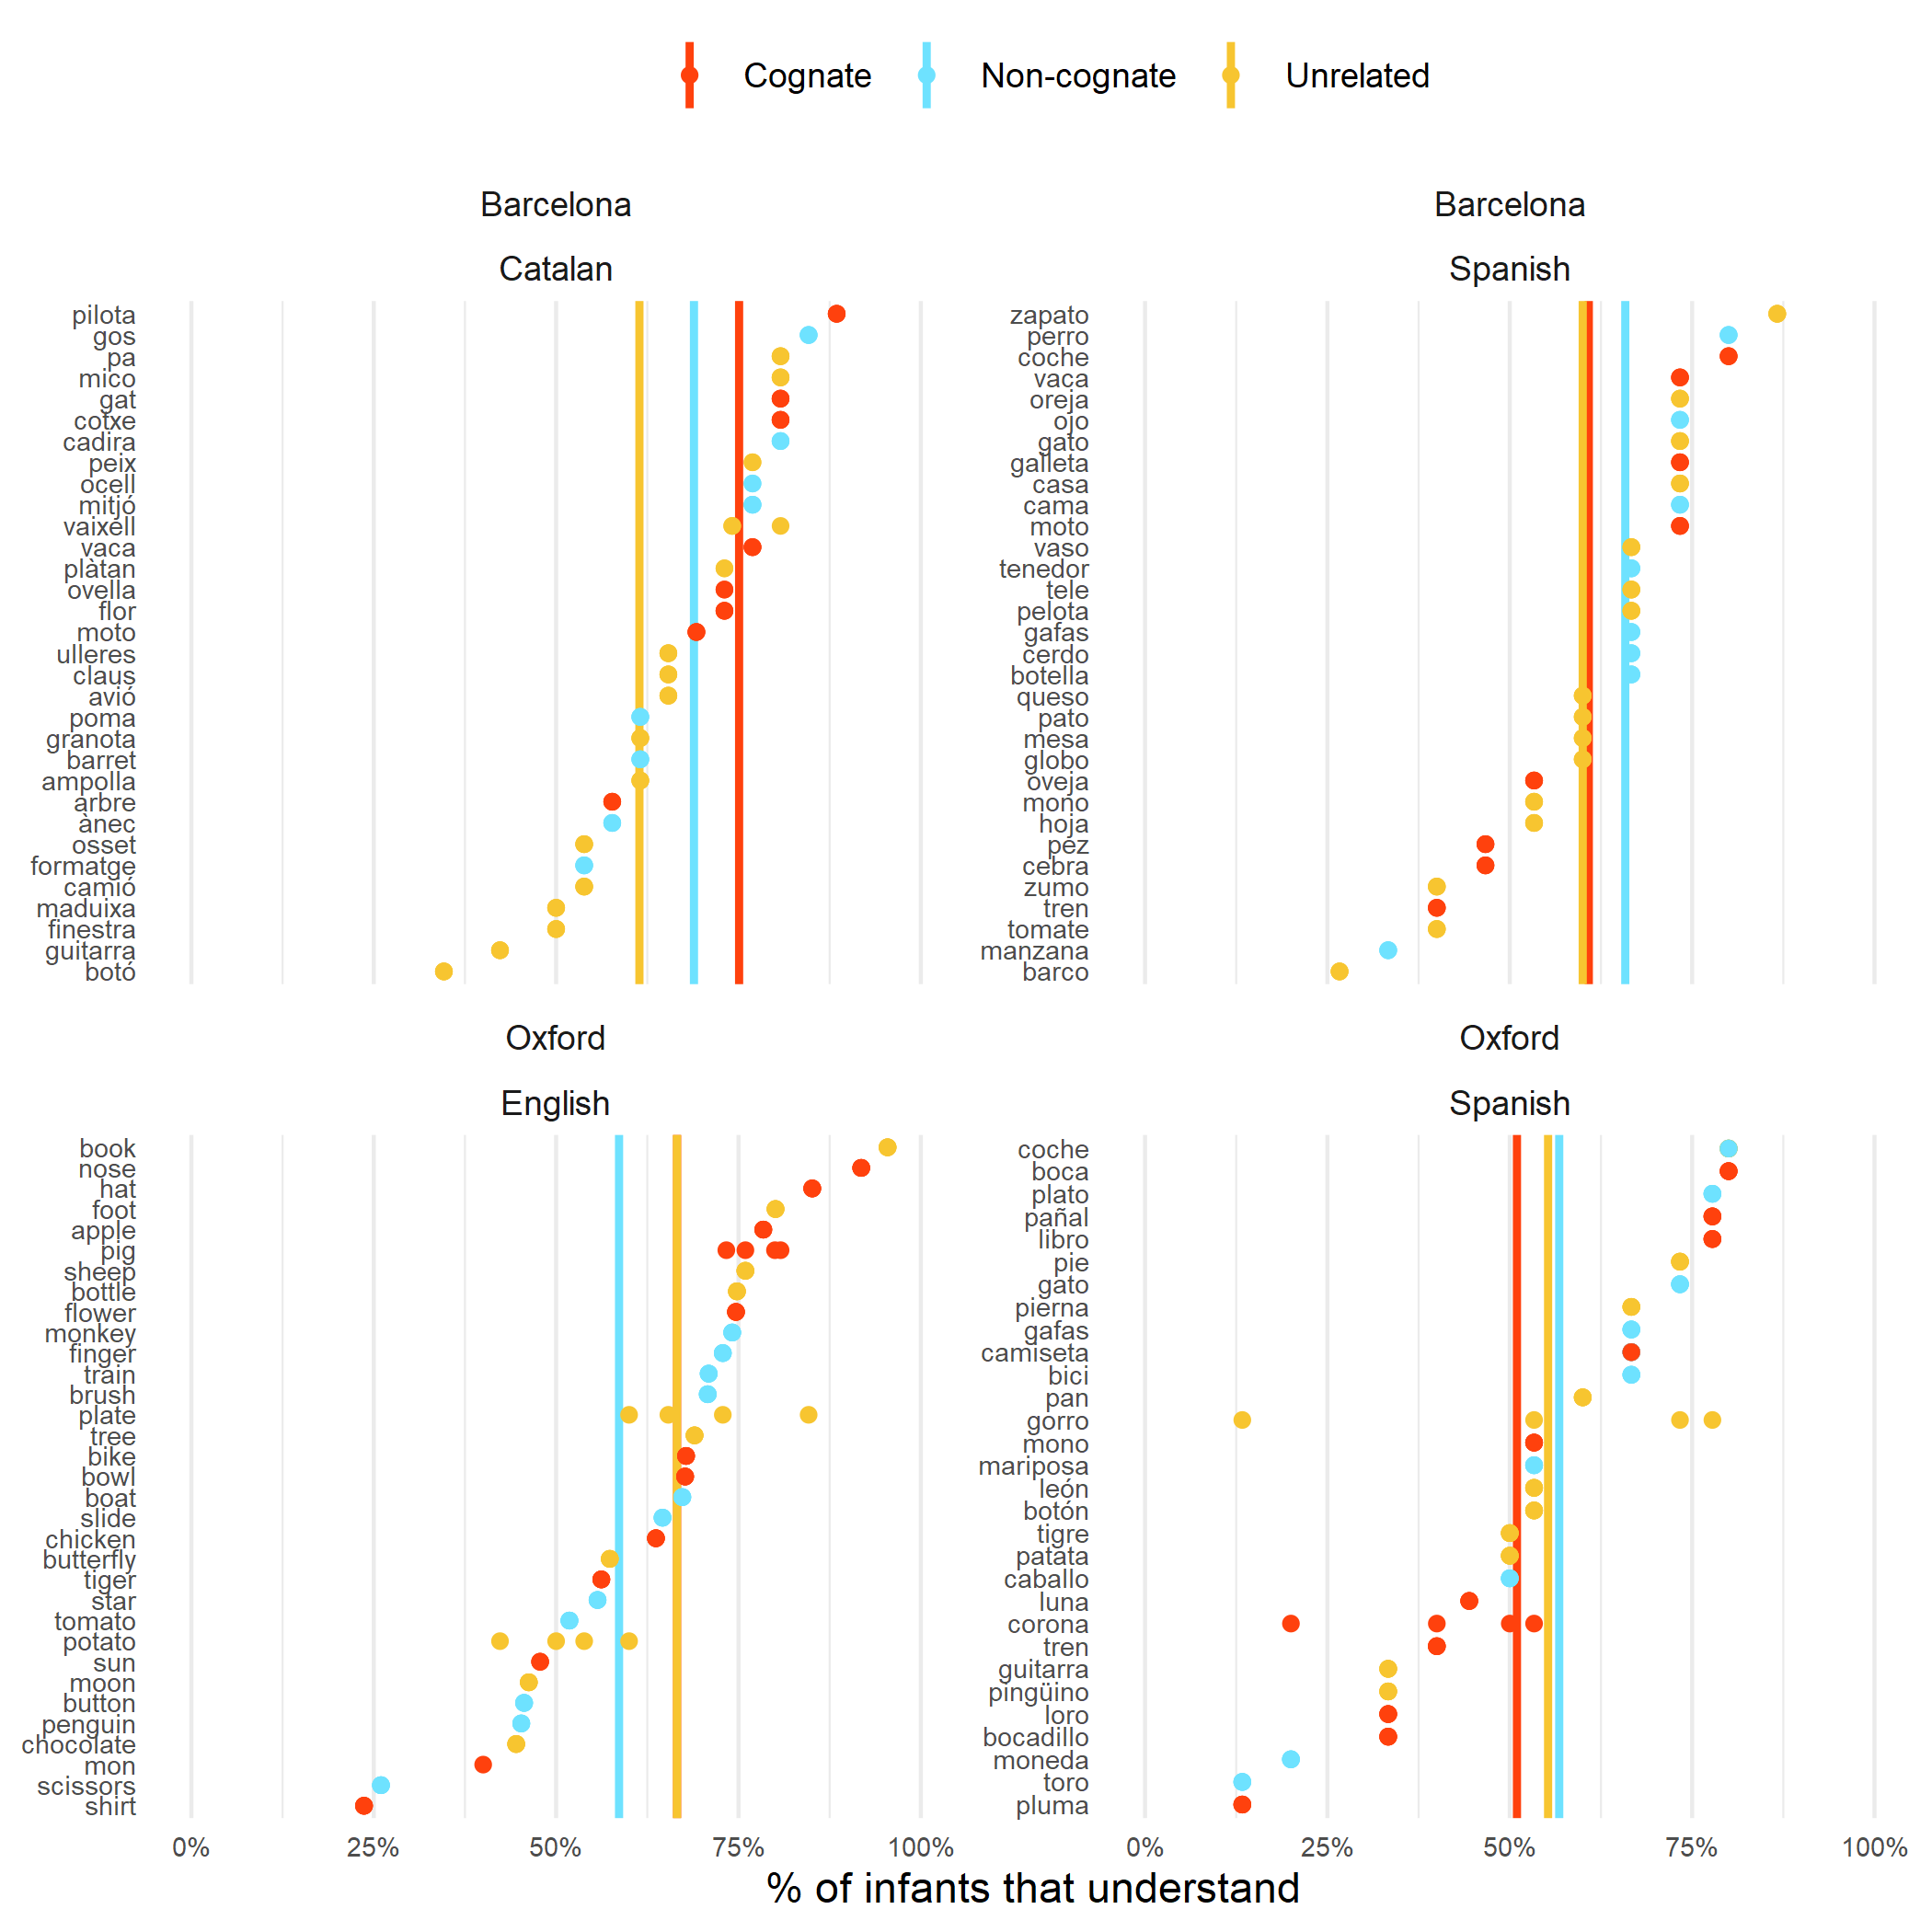 Cognate Non-cognate Unrelated
Barcelona
Catalan
pilota
gos
pa
mico
gat
cotxe
cadira
peix
ocell
mitjó
vaixell
vaca
plàtan
ovella
flor
moto
ulleres
claus
avió
poma
granota
barret
ampolla
arbre
ànec
osset
formatge
camió
maduixa
finestra
guitarra
botó
Barcelona
Spanish
zapato
perro
coche
vaca
oreja
ojo
gato
galleta
casa
cama
moto
vaso
tenedor
tele
pelota
gafas
cerdo
botella
queso
pato
mesa
globo
oveja
mono
hoja
pez
cebra
zumo
tren
tomate
manzana
barco
Oxford
English
book
nose
hat
foot
apple
pig
sheep
bottle
flower
monkey
finger
train
brush
plate
tree
bike
bowl
boat
slide
chicken
butterfly
tiger
star
tomato
potato
sun
moon
button
penguin
chocolate
mon
scissors
shirt
0% 25% 50% 75% 100%
Oxford
Spanish
coche
boca
plato
pañal
libro
pie
gato
pierna
gafas
camiseta
bici
pan
gorro
mono
mariposa
león
botón
tigre
patata
caballo
luna
corona
tren
guitarra
pingüino
loro
bocadillo
moneda
toro
pluma
0% 25% 50% 75% 100%
% of infants that understand